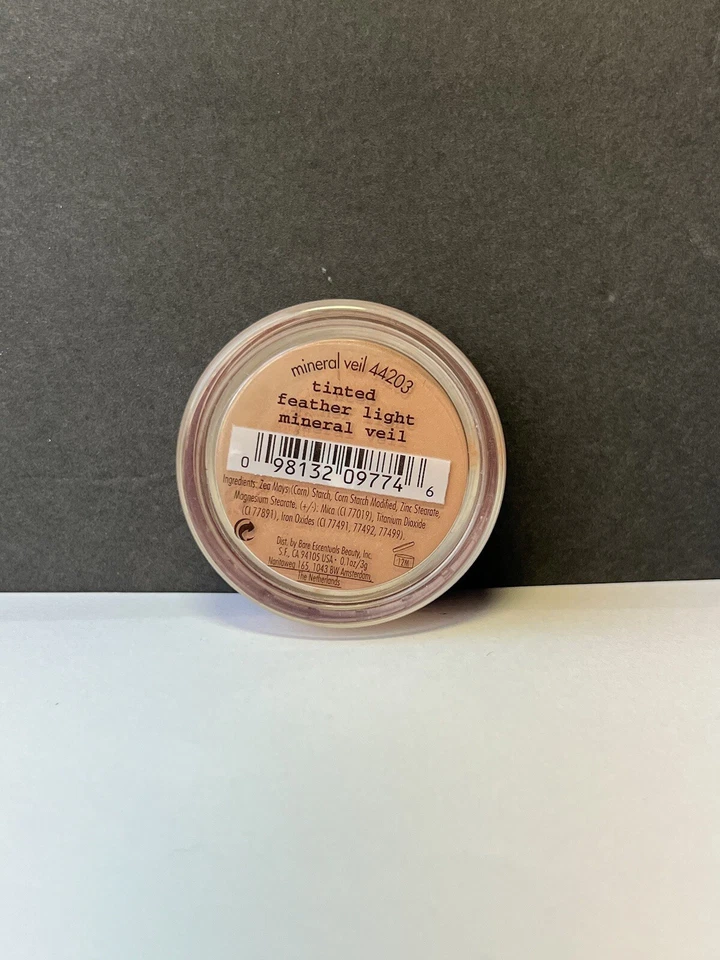 mineral veil 44203
tinted
feather light
mineral veil
0 98132 09774 6
Ingredients: Zea Mays (Corn) Starch, Corn Starch Modified, Zinc Stearate,
Magnesium Stearate, (+/-): Mica (CI 77019), Titanium Dioxide
(CI 77891), Iron Oxides (CI 77491, 77492, 77499).
Dist. by Bare Escentuals Beauty, Inc.
S.F., CA 94105 USA • 0.1oz/3g
Naritaweg 165, 1043 BW Amsterdam,
The Netherlands
12M